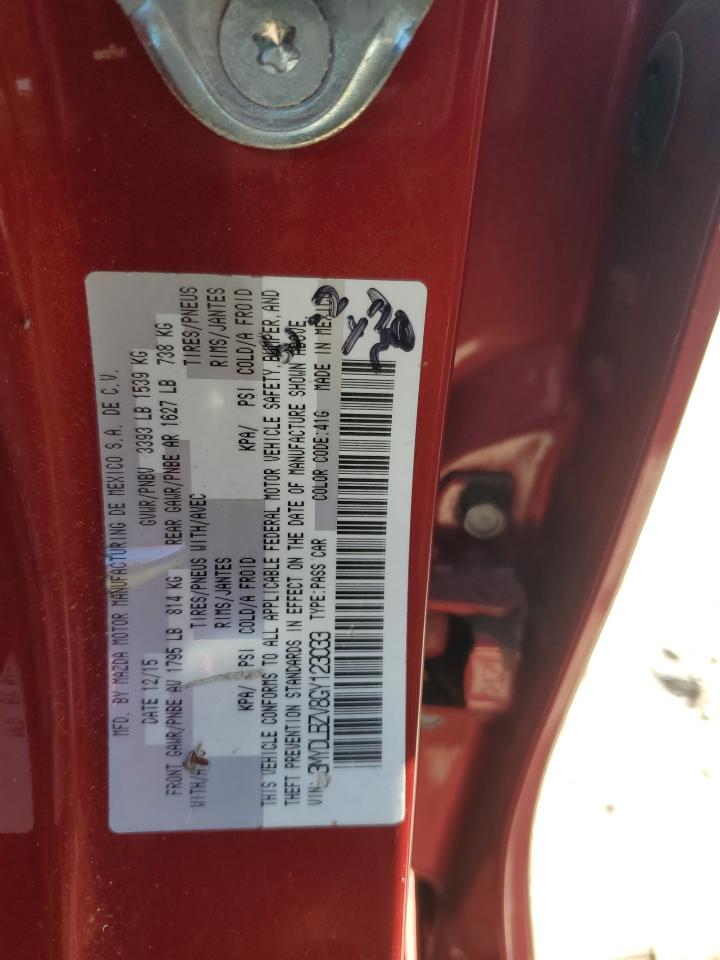 MFD. BY MAZDA MOTOR MANUFACTURING DE MEXICO S.A. DE C.V.
DATE 12/15 GVWR/PNBV 3393 LB 1539 KG
FRONT GAWR/PNBE AV 1795 LB 814 KG REAR GAWR/PNBE AR 1627 LB 738 KG
TIRES/PNEUS WITH/AVEC TIRES/PNEUS
WITH/ RIMS/JANTES RIMS/JANTES
KPA/ PSI COLD/A FROID KPA/ PSI COLD/A FROID
THIS VEHICLE CONFORMS TO ALL APPLICABLE FEDERAL MOTOR VEHICLE SAFETY, BUMPER, AND
THEFT PREVENTION STANDARDS IN EFFECT ON THE DATE OF MANUFACTURE SHOWN ABOVE.
VIN: 3MYDLBZV8GY123033 TYPE:PASS CAR COLOR CODE:41G MADE IN MEXICO